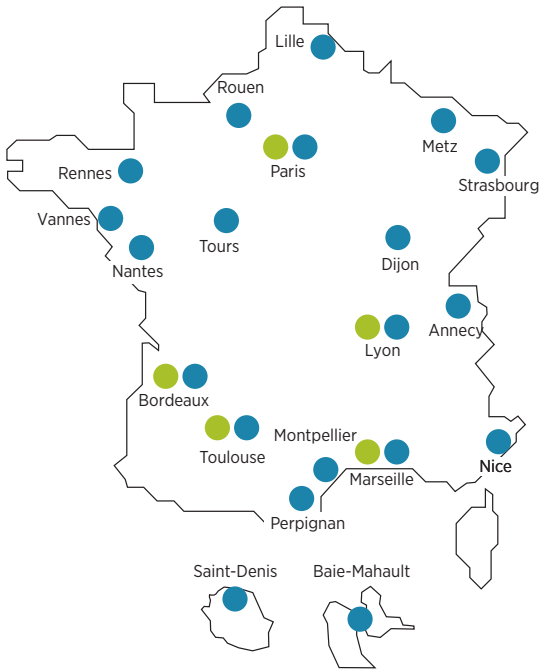 Lille
Rouen
Metz
Paris
Rennes
Strasbourg
Vannes
Tours
Dijon
Nantes
Annecy
Lyon
Bordeaux
Montpellier
Toulouse
Nice
Marseille
Perpignan
Saint-Denis
Baie-Mahault